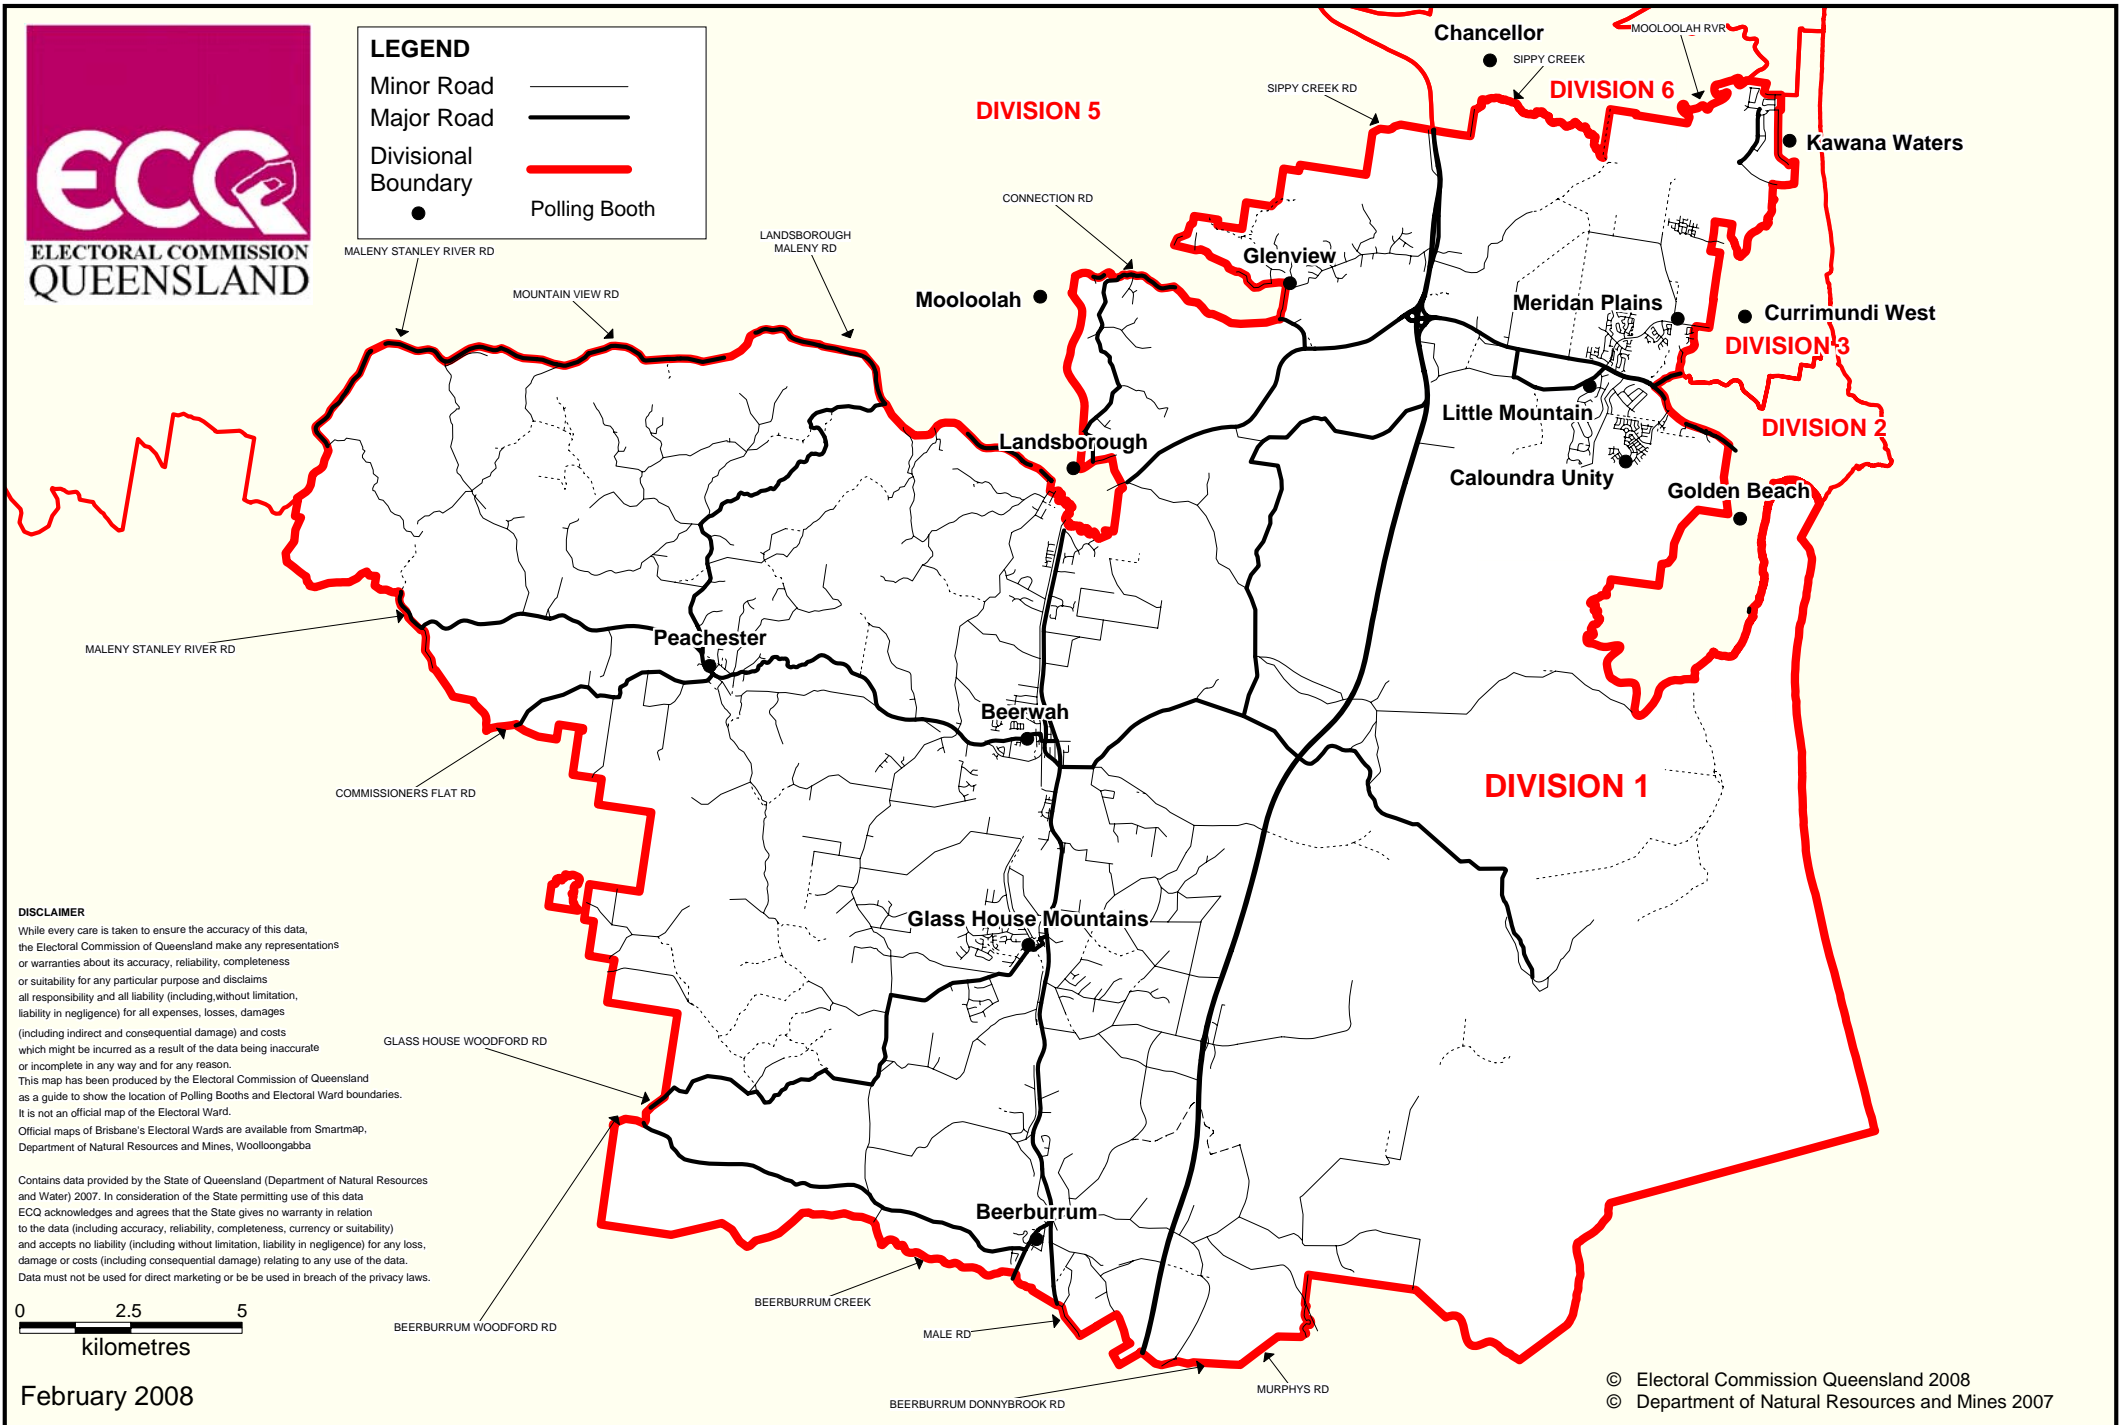 ECQ
ELECTORAL COMMISSION
QUEENSLAND
LEGEND
Minor Road
Major Road
Divisional
Boundary
Polling Booth
MALENY STANLEY RIVER RD
MOUNTAIN VIEW RD
LANDSBOROUGH
MALENY RD
CONNECTION RD
SIPPY CREEK RD
SIPPY CREEK
MOOLOOLAH RVR
DIVISION 5
DIVISION 6
Chancellor
Kawana Waters
Glenview
Mooloolah
Meridan Plains
Currimundi West
DIVISION 3
Little Mountain
DIVISION 2
Landsborough
Caloundra Unity
Golden Beach
MALENY STANLEY RIVER RD
Peachester
Beerwah
COMMISSIONERS FLAT RD
DIVISION 1
Glass House Mountains
GLASS HOUSE WOODFORD RD
Beerburrum
BEERBURRUM CREEK
BEERBURRUM WOODFORD RD
MALE RD
MURPHYS RD
BEERBURRUM DONNYBROOK RD
DISCLAIMER
While every care is taken to ensure the accuracy of this data,
the Electoral Commission of Queensland make any representations
or warranties about its accuracy, reliability, completeness
or suitability for any particular purpose and disclaims
all responsibility and all liability (including,without limitation,
liability in negligence) for all expenses, losses, damages
(including indirect and consequential damage) and costs
which might be incurred as a result of the data being inaccurate
or incomplete in any way and for any reason.
This map has been produced by the Electoral Commission of Queensland
as a guide to show the location of Polling Booths and Electoral Ward boundaries.
It is not an official map of the Electoral Ward.
Official maps of Brisbane's Electoral Wards are available from Smartmap,
Department of Natural Resources and Mines, Woolloongabba
Contains data provided by the State of Queensland (Department of Natural Resources
and Water) 2007. In consideration of the State permitting use of this data
ECQ acknowledges and agrees that the State gives no warranty in relation
to the data (including accuracy, reliability, completeness, currency or suitability)
and accepts no liability (including without limitation, liability in negligence) for any loss,
damage or costs (including consequential damage) relating to any use of the data.
Data must not be used for direct marketing or be be used in breach of the privacy laws.
0 2.5 5
kilometres
February 2008
© Electoral Commission Queensland 2008
© Department of Natural Resources and Mines 2007